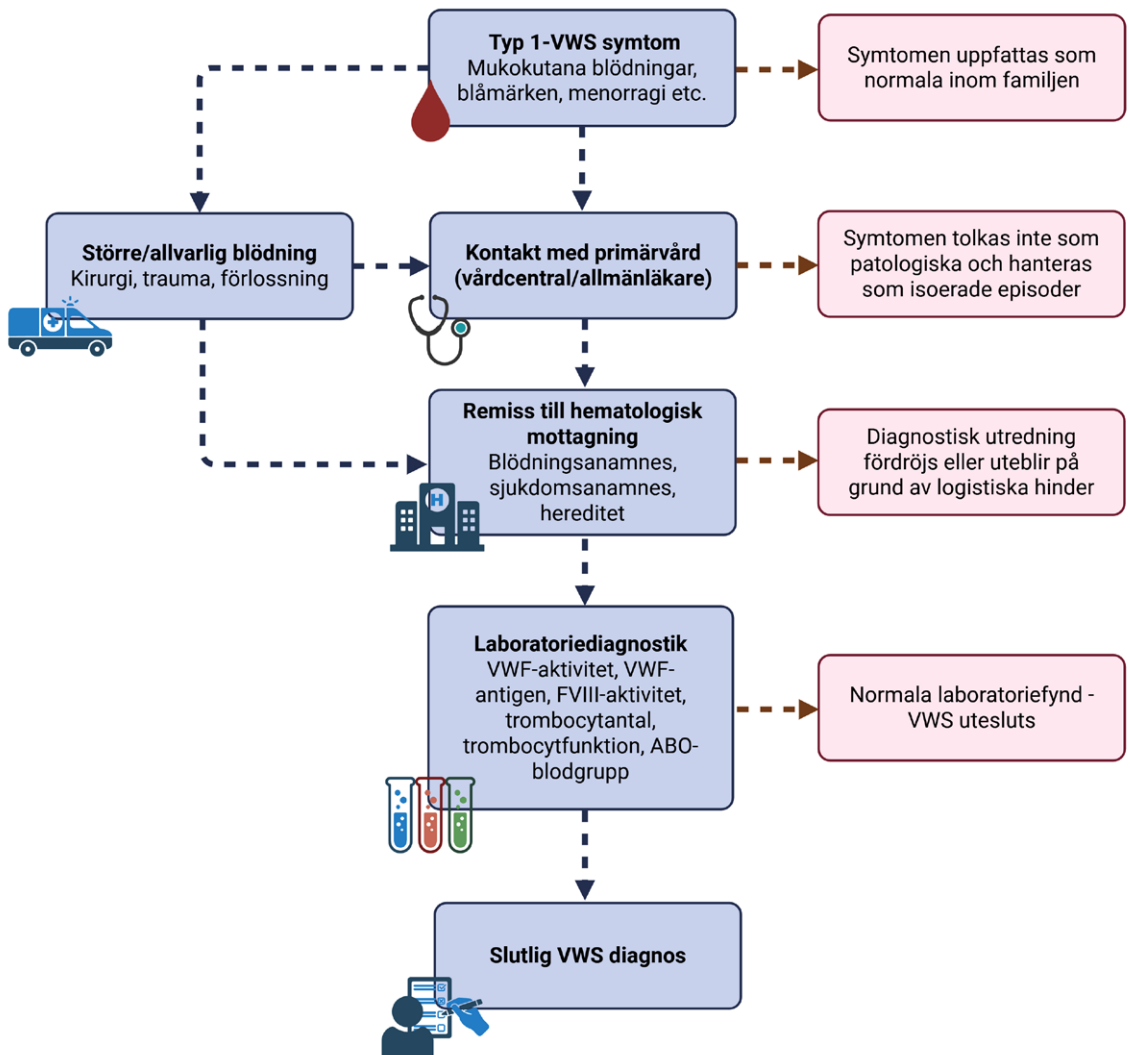 Typ 1-VWS symtom
Mukokutana blödningar,
blåmärken, menorragi etc.
Symtomen uppfattas som
normala inom familjen
Större/allvarlig blödning
Kirurgi, trauma, förlossning
Kontakt med primärvård
(vårdcentral/allmänläkare)
Symtomen tolkas inte som
patologiska och hanteras
som isoerade episoder
Remiss till hematologisk
mottagning
Blödningsanamnes,
sjukdomsanamnes,
hereditet
H
Diagnostisk utredning
fördröjs eller uteblir på
grund av logistiska hinder
Laboratoriediagnostik
VWF-aktivitet, VWF-
antigen, FVIII-aktivitet,
trombocytantal,
trombocytfunktion, ABO-
blodgrupp
Normala laboratoriefynd -
VWS utesluts
Slutlig VWS diagnos